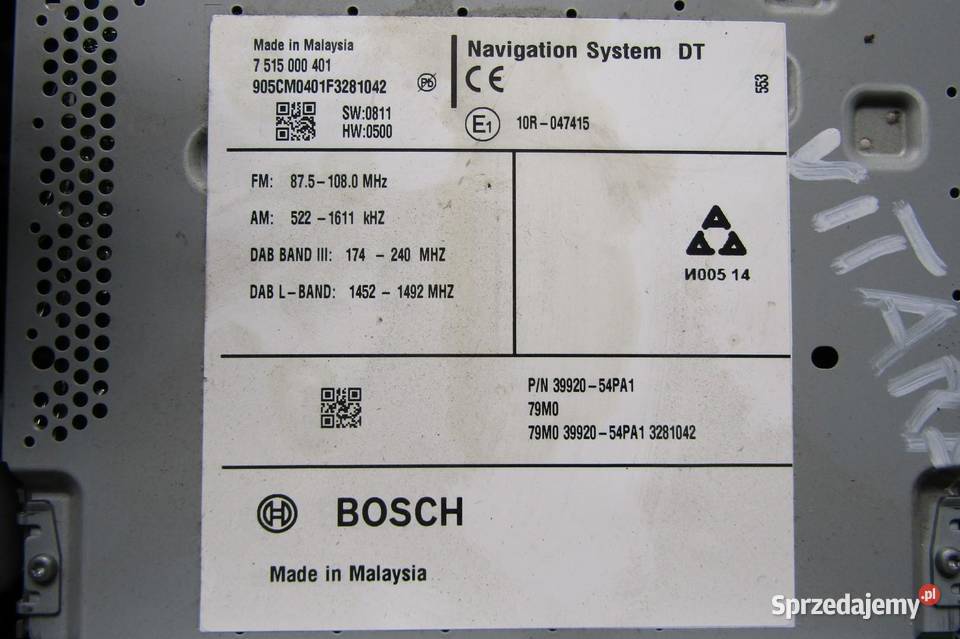 Made in Malaysia
7 515 000 401
905CM0401F3281042
P6
SW:0811
HW:0500
Navigation System DT
CE
553
E1
10R-047415
FM: 87.5-108.0 MHz
AM: 522-1611 kHZ
DAB BAND III: 174 - 240 MHZ
DAB L-BAND: 1452 - 1492 MHZ
A
A A
И005 14
P/N 39920-54PA1
79M0
79M0 39920-54PA1 3281042
BOSCH
Made in Malaysia
VITARA
Sprzedajemy.pl